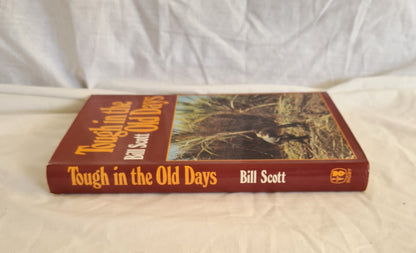 Tough in the
Old Days
Bill Scott
Tough in the Old Days Bill Scott